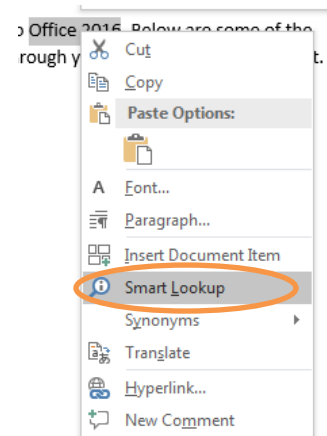 Office 2016. Below are some of the
rough y t.
Cut
Copy
Paste Options:
Font...
Paragraph...
Insert Document Item
Smart Lookup
Synonyms
Translate
Hyperlink...
New Comment